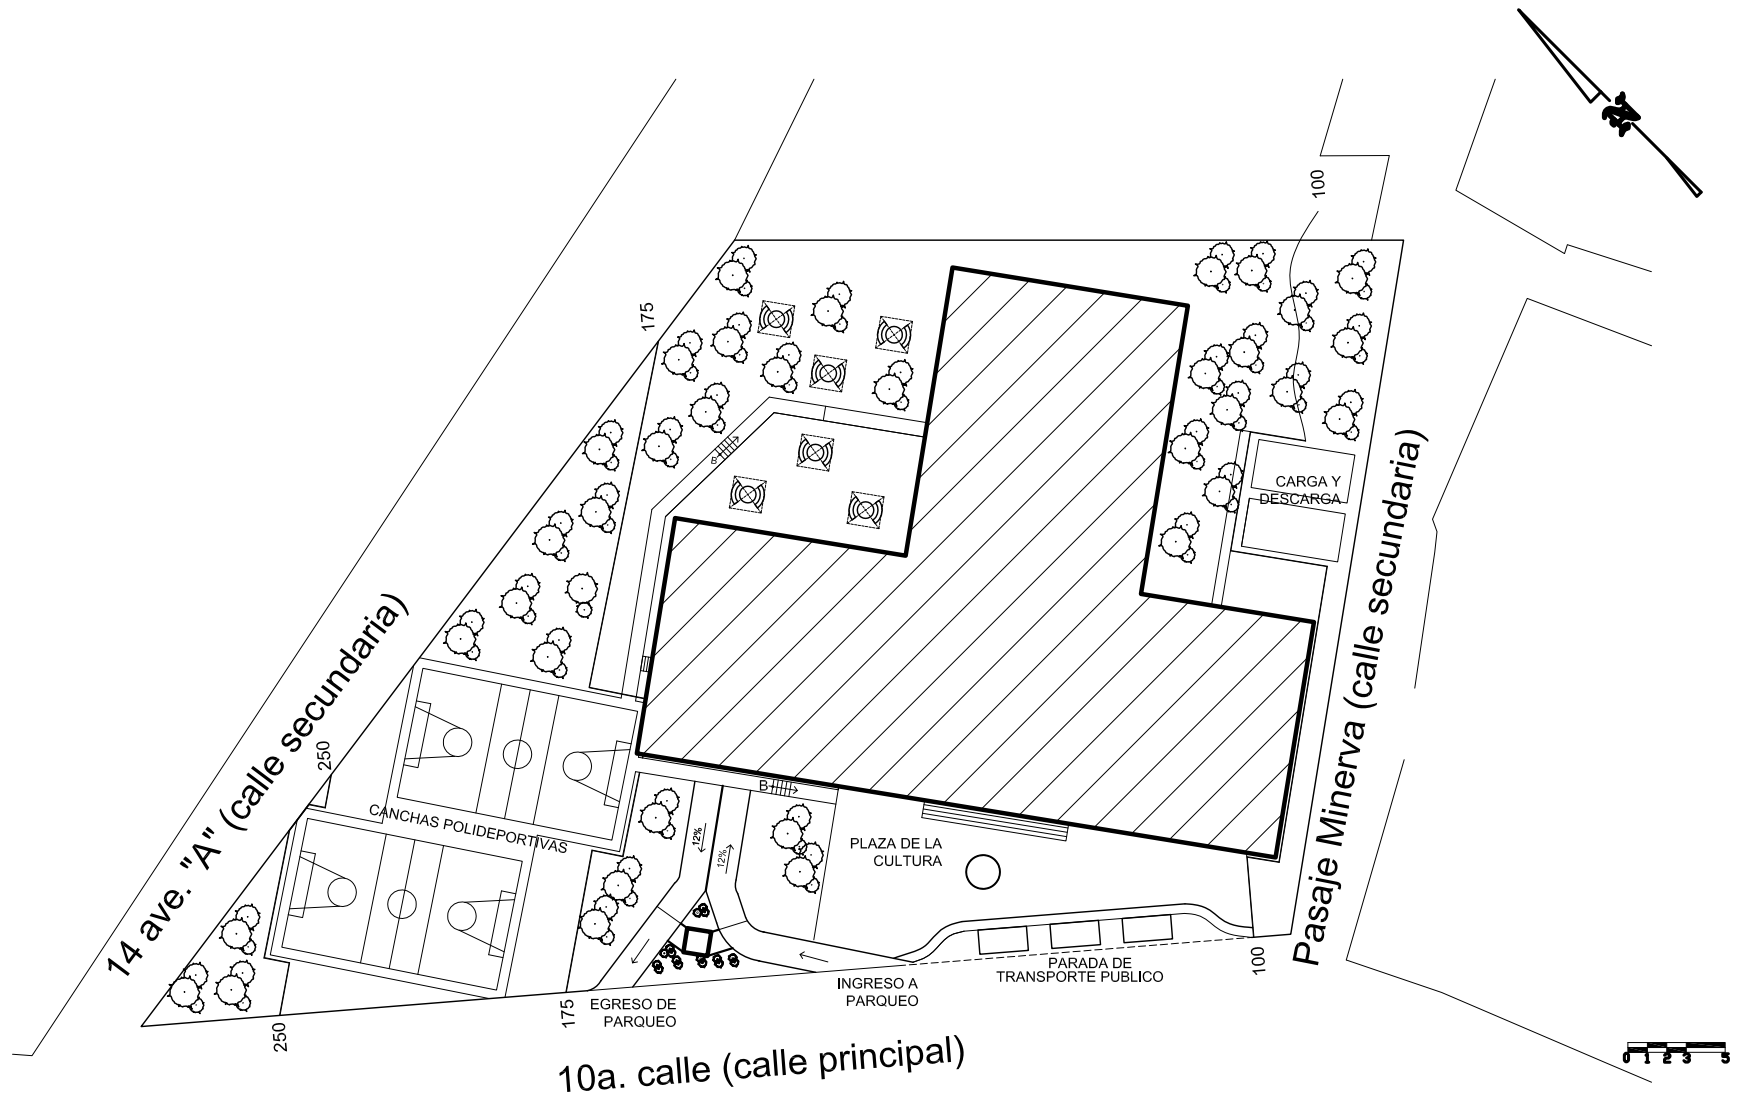 N
100
175
CARGA Y
DESCARGA
B
14 ave. "A" (calle secundaria)
Pasaje Minerva (calle secundaria)
250
CANCHAS POLIDEPORTIVAS
B
12%
12%
PLAZA DE LA
CULTURA
PARADA DE
TRANSPORTE PUBLICO
100
INGRESO A
PARQUEO
EGRESO DE
PARQUEO
175
250
10a. calle (calle principal)
0 1 2 3 5